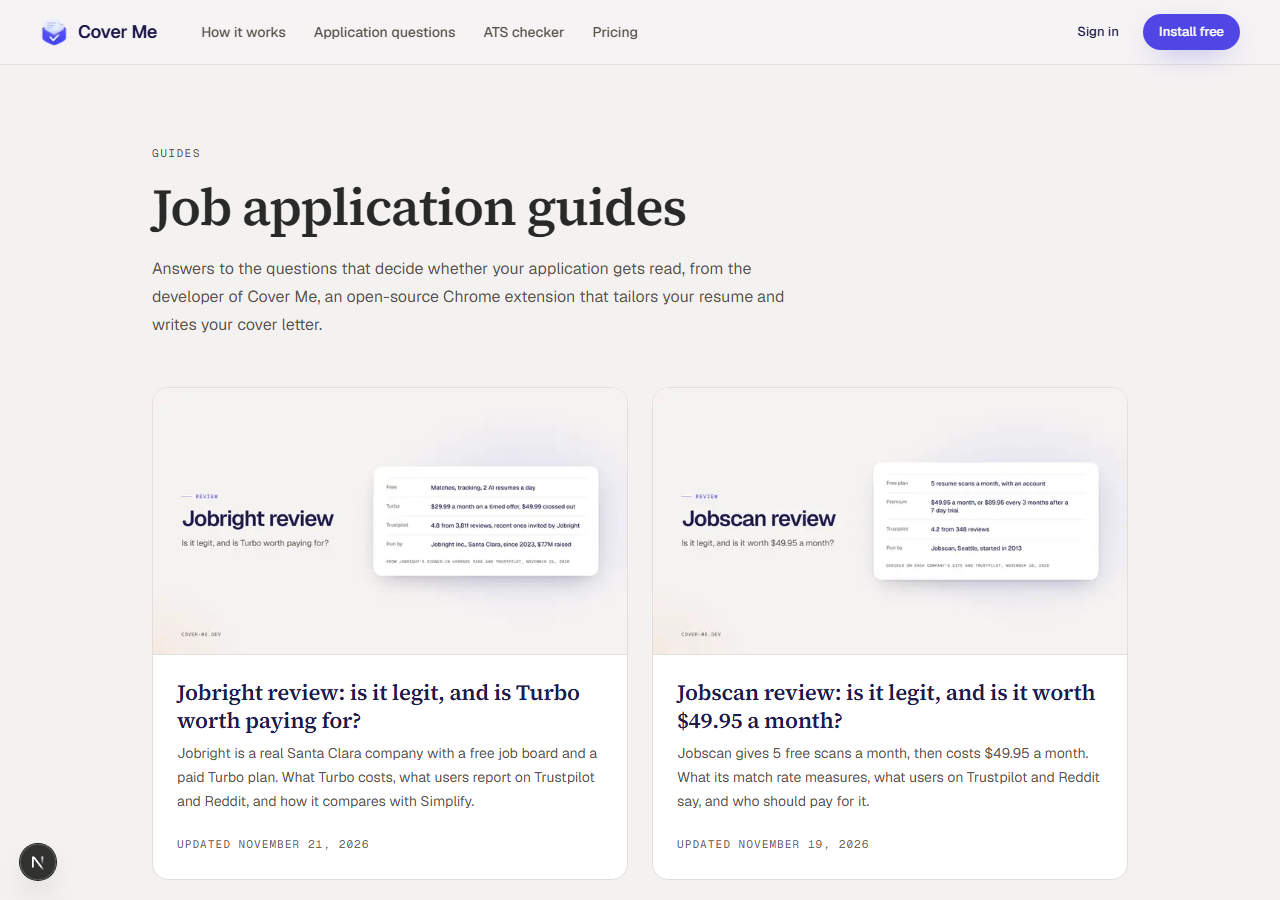 Cover Me
How it works
Application questions
ATS checker
Pricing
Sign in
Install free
GUIDES
Job application guides
Answers to the questions that decide whether your application gets read, from the
developer of Cover Me, an open-source Chrome extension that tailors your resume and
writes your cover letter.
REVIEW
Jobright review
Is it legit, and is Turbo worth paying for?
Free Matches, tracking, 2 AI resumes a day
Turbo $29.99 a month on a timed offer, $49.99 crossed out
Trustpilot 4.8 from 3,811 reviews, recent ones invited by Jobright
Run by Jobright Inc., Santa Clara, since 2023, $7.7M raised
COVER-ME.DEV
REVIEW
Jobscan review
Is it legit, and is it worth $49.95 a month?
Free plan 5 resume scans a month, with an account
Premium $49.95 a month, or $89.95 every 3 months after a
7 day trial
Trustpilot 4.2 from 348 reviews
Run by Jobscan, Seattle, started in 2013
COVER-ME.DEV
Jobright review: is it legit, and is Turbo
worth paying for?
Jobright is a real Santa Clara company with a free job board and a
paid Turbo plan. What Turbo costs, what users report on Trustpilot
and Reddit, and how it compares with Simplify.
UPDATED NOVEMBER 21, 2026
Jobscan review: is it legit, and is it worth
$49.95 a month?
Jobscan gives 5 free scans a month, then costs $49.95 a month.
What its match rate measures, what users on Trustpilot and Reddit
say, and who should pay for it.
UPDATED NOVEMBER 19, 2026
N